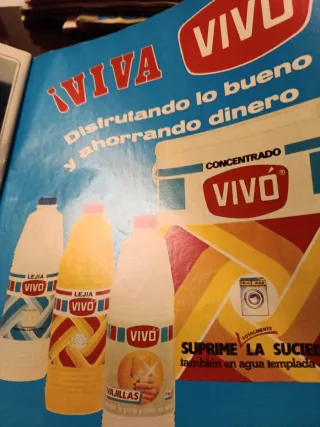 ¡VIVA
VIVÓ
Disfrutando lo bueno
y ahorrando dinero
CONCENTRADO
VIVÓ®
LEJIA
VIVÓ
LEJIA
VIVÓ
VIVÓ
VAJILLAS
TOTALMENTE
SUPRIME LA SUCIE
también en agua templada